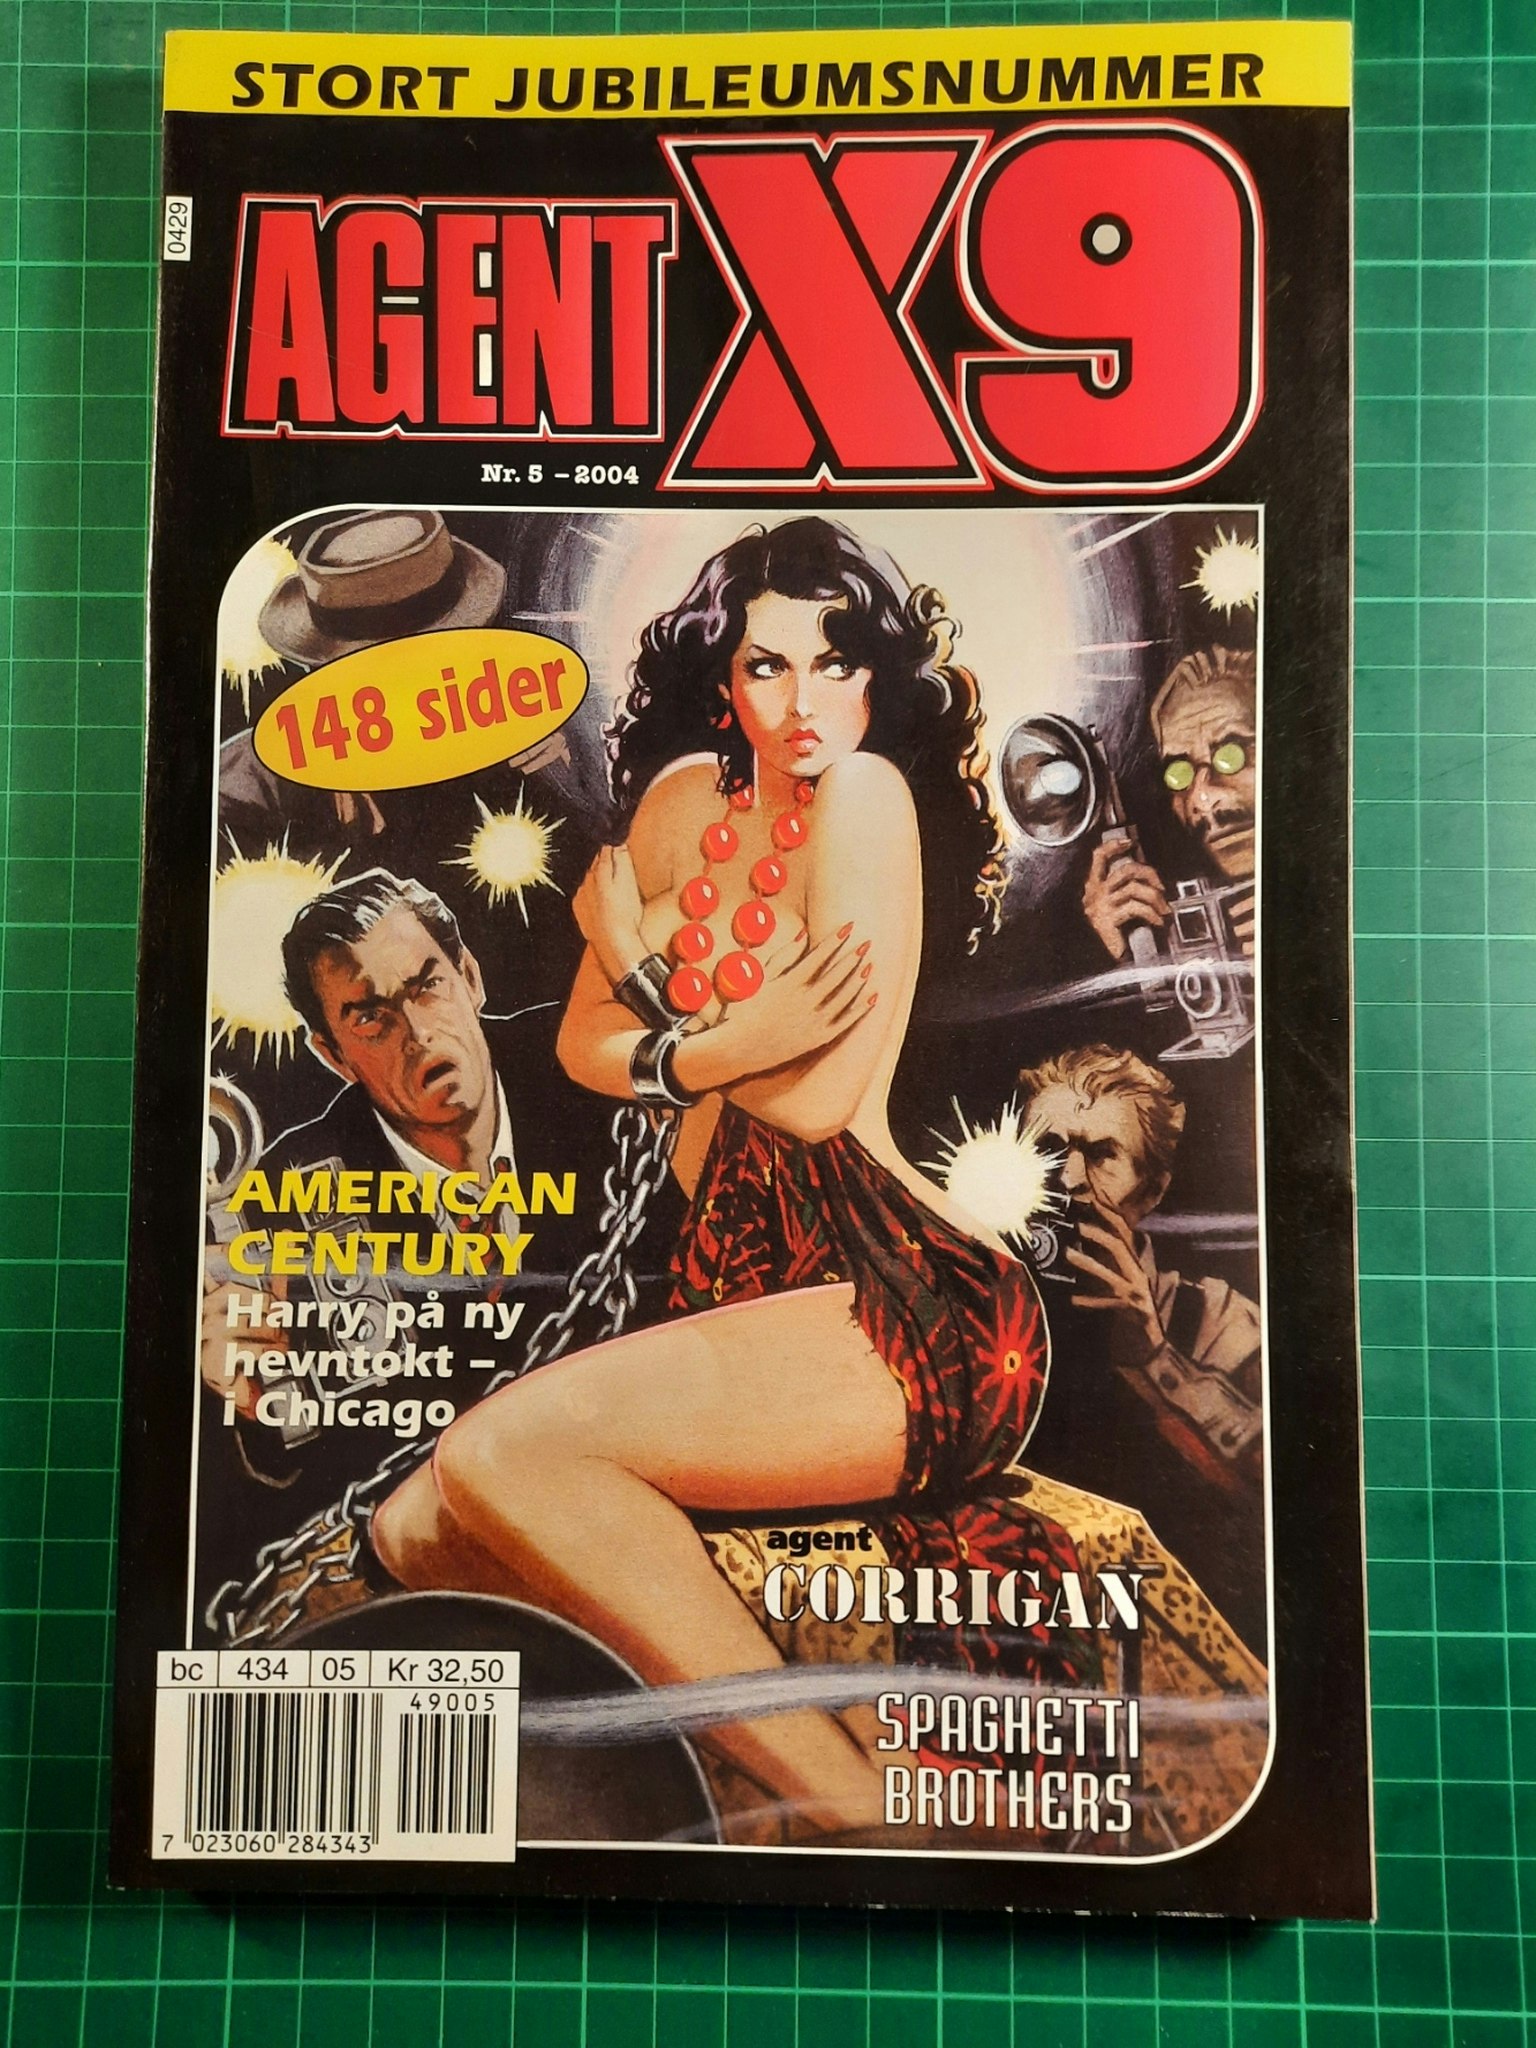 STORT JUBILEUMSNUMMER
0429
AGENT X9
Nr. 5 – 2004
148 sider
AMERICAN
CENTURY
Harry på ny
hevntokt –
i Chicago
agent
CORRIGAN
SPAGHETTI
BROTHERS
bc 434 05 Kr 32,50
49005
7 023060 284343